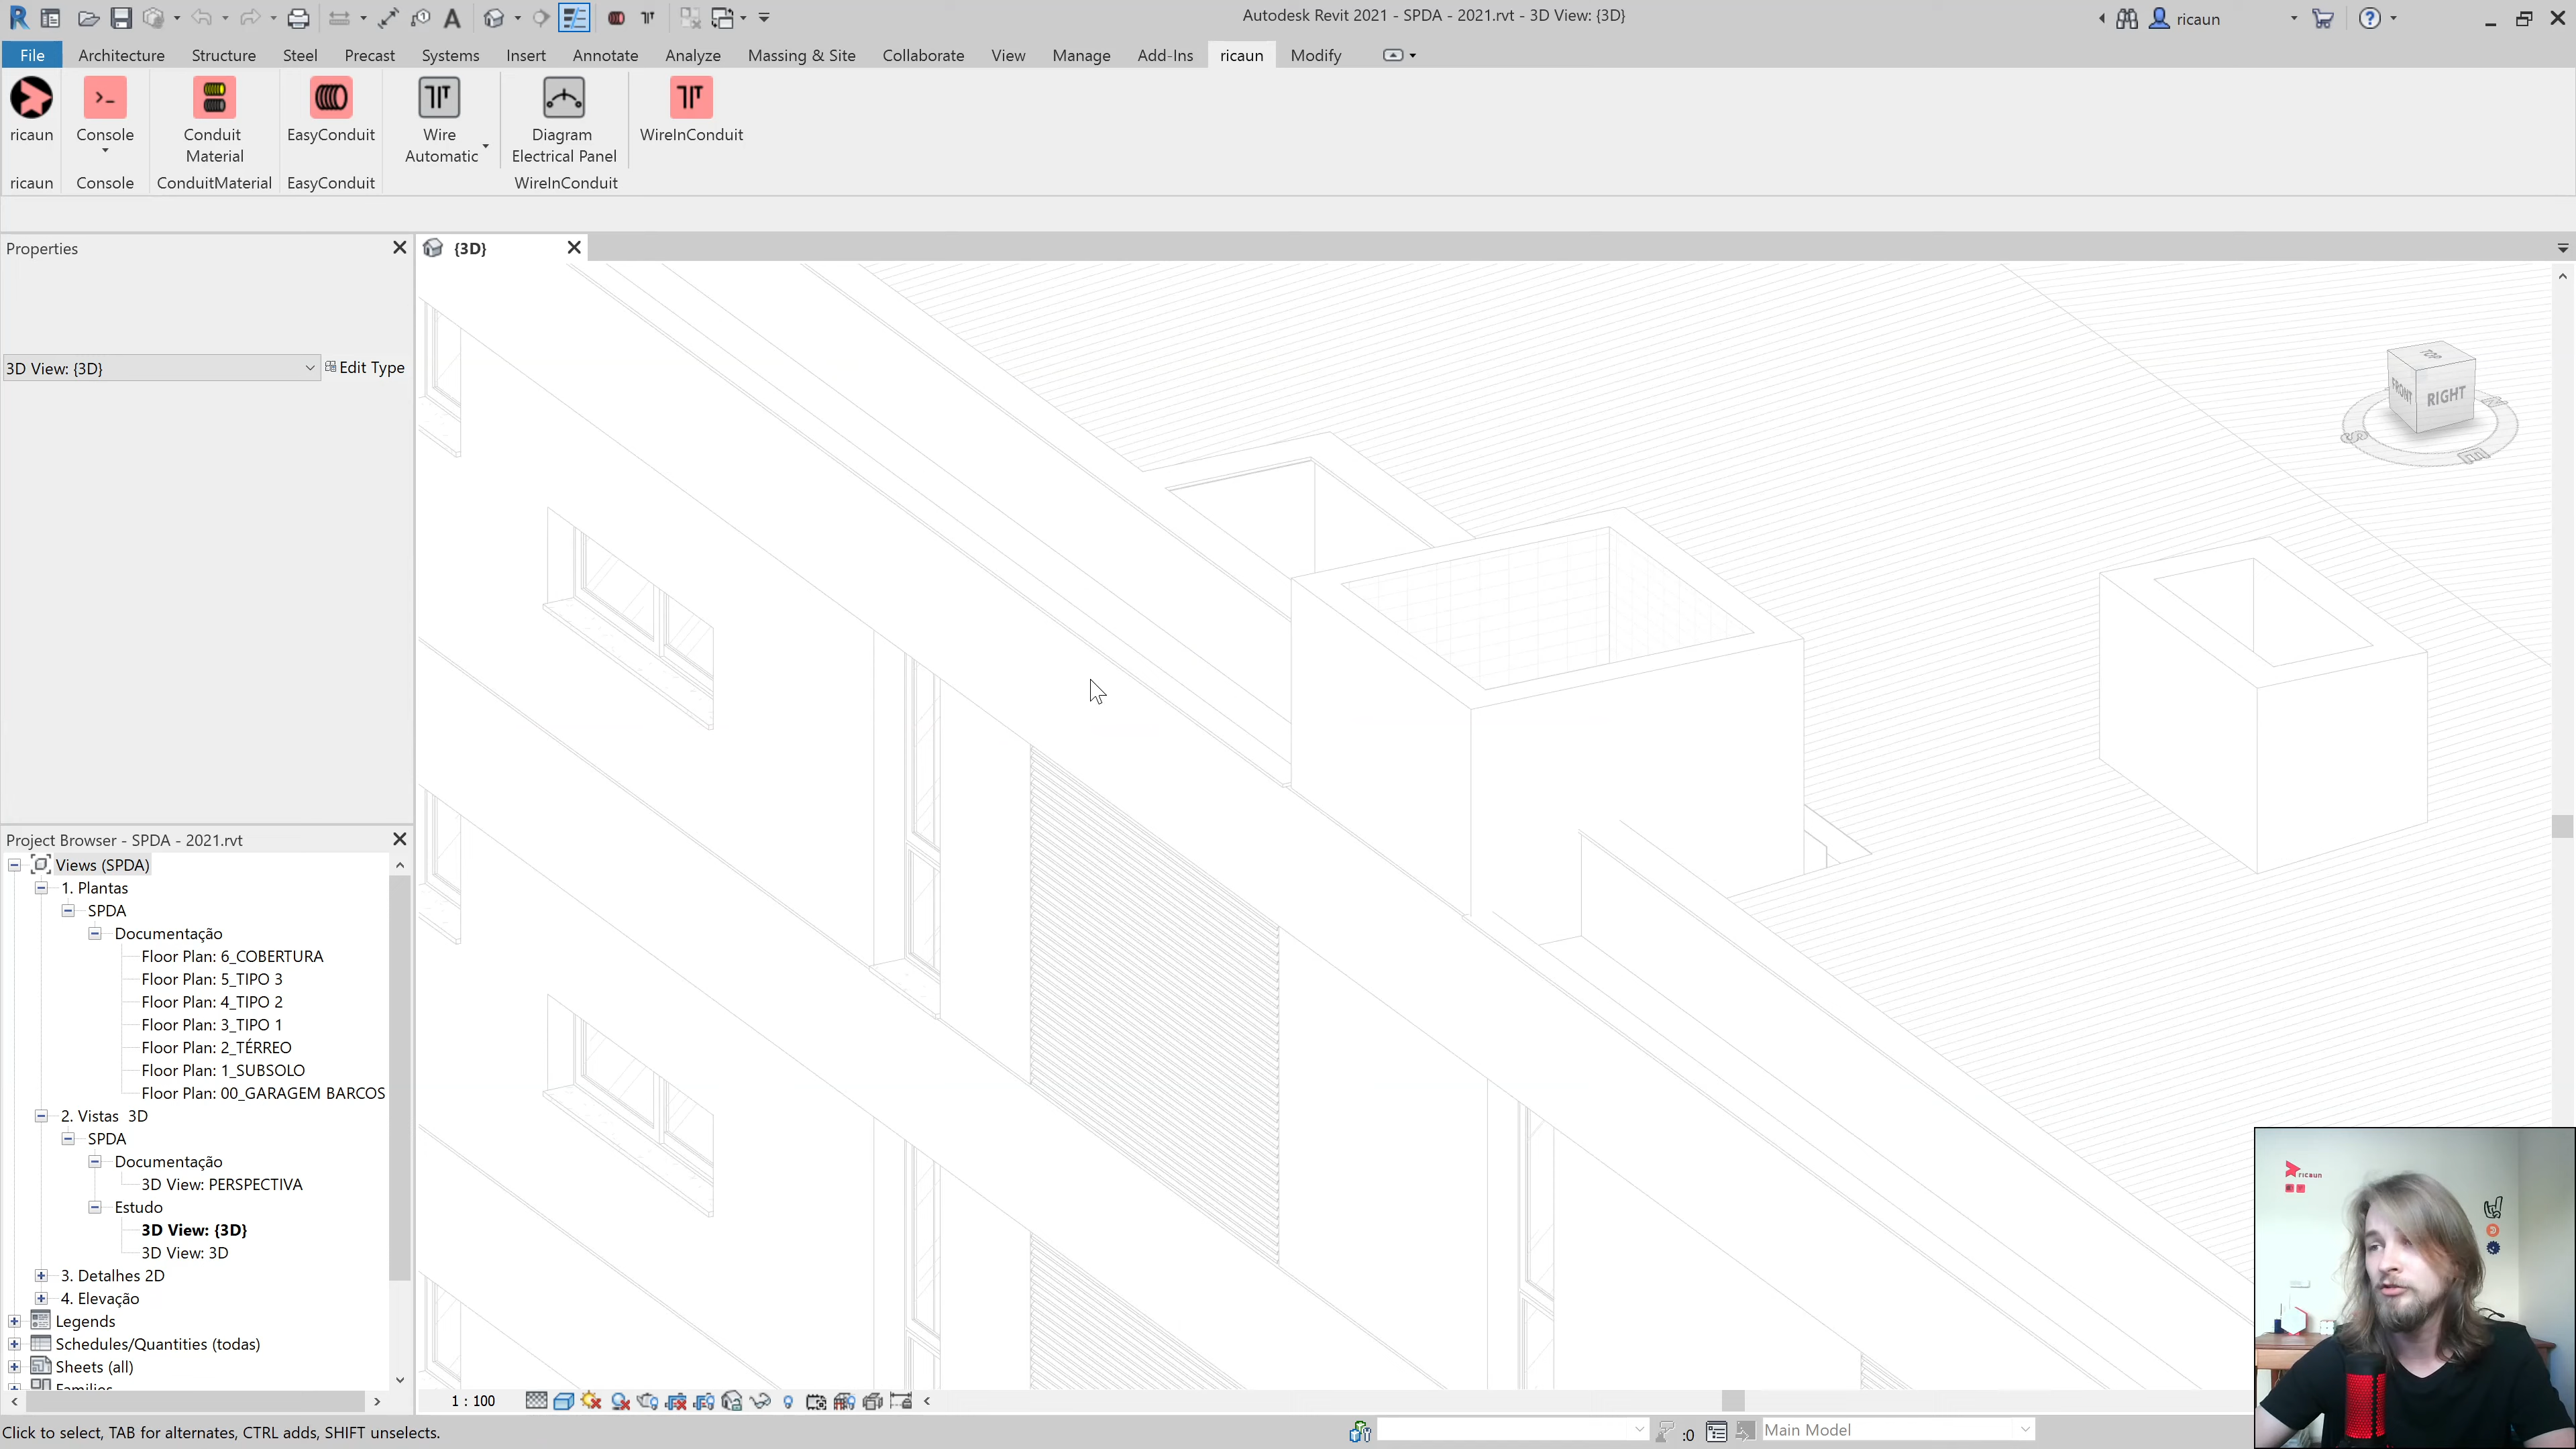 Autodesk Revit 2021 - SPDA - 2021.rvt - 3D View: {3D}
ricaun
File
Architecture
Structure
Steel
Precast
Systems
Insert
Annotate
Analyze
Massing & Site
Collaborate
View
Manage
Add-Ins
ricaun
Modify
ricaun
Console
Conduit
Material
EasyConduit
Wire
Automatic
Diagram
Electrical Panel
WireInConduit
ricaun
Console
ConduitMaterial
EasyConduit
WireInConduit
Properties
{3D}
3D View: {3D}
Edit Type
TOP
FRONT
RIGHT
S
E
N
Project Browser - SPDA - 2021.rvt
Views (SPDA)
1. Plantas
SPDA
Documentação
Floor Plan: 6_COBERTURA
Floor Plan: 5_TIPO 3
Floor Plan: 4_TIPO 2
Floor Plan: 3_TIPO 1
Floor Plan: 2_TÉRREO
Floor Plan: 1_SUBSOLO
Floor Plan: 00_GARAGEM BARCOS
2. Vistas 3D
SPDA
Documentação
3D View: PERSPECTIVA
Estudo
3D View: {3D}
3D View: 3D
3. Detalhes 2D
4. Elevação
Legends
Schedules/Quantities (todas)
Sheets (all)
Families
ricaun
1 : 100
Click to select, TAB for alternates, CTRL adds, SHIFT unselects.
:0
Main Model